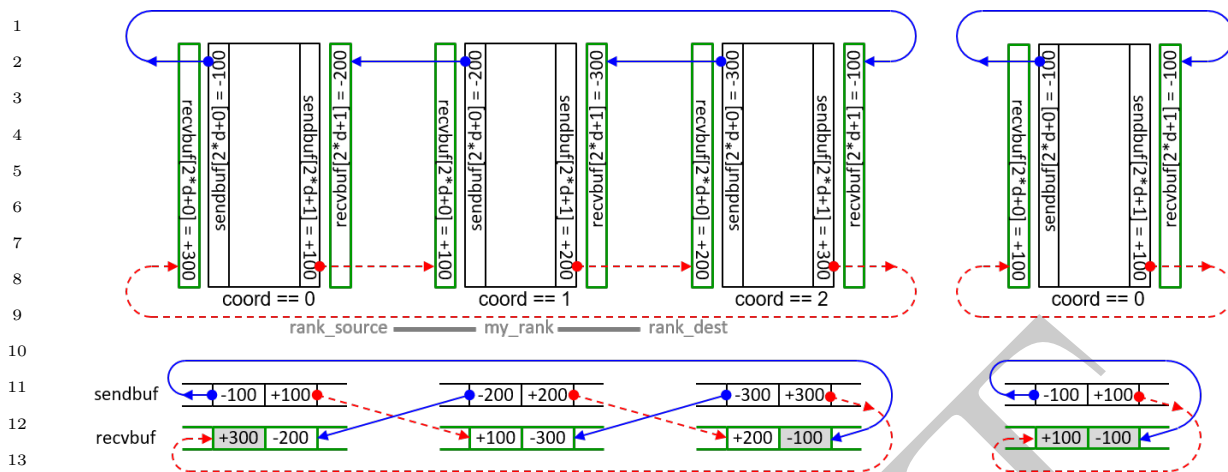 1
2
3
4
5
6
7
8
9
10
11
12
13
recvbuf[2*d+0] = +300
sendbuf[2*d+0] = -100
sendbuf[2*d+1] = +100
recvbuf[2*d+1] = -200
recvbuf[2*d+0] = +100
sendbuf[2*d+0] = -200
sendbuf[2*d+1] = +200
recvbuf[2*d+1] = -300
recvbuf[2*d+0] = +200
sendbuf[2*d+0] = -300
sendbuf[2*d+1] = +300
recvbuf[2*d+1] = -100
recvbuf[2*d+0] = +100
sendbuf[2*d+0] = -100
sendbuf[2*d+1] = +100
recvbuf[2*d+1] = -100
coord == 0 coord == 1 coord == 2 coord == 0
rank_source my_rank rank_dest
sendbuf -100 +100 -200 +200 -300 +300 -100 +100
recvbuf +300 -200 +100 -300 +200 -100 +100 -100
T